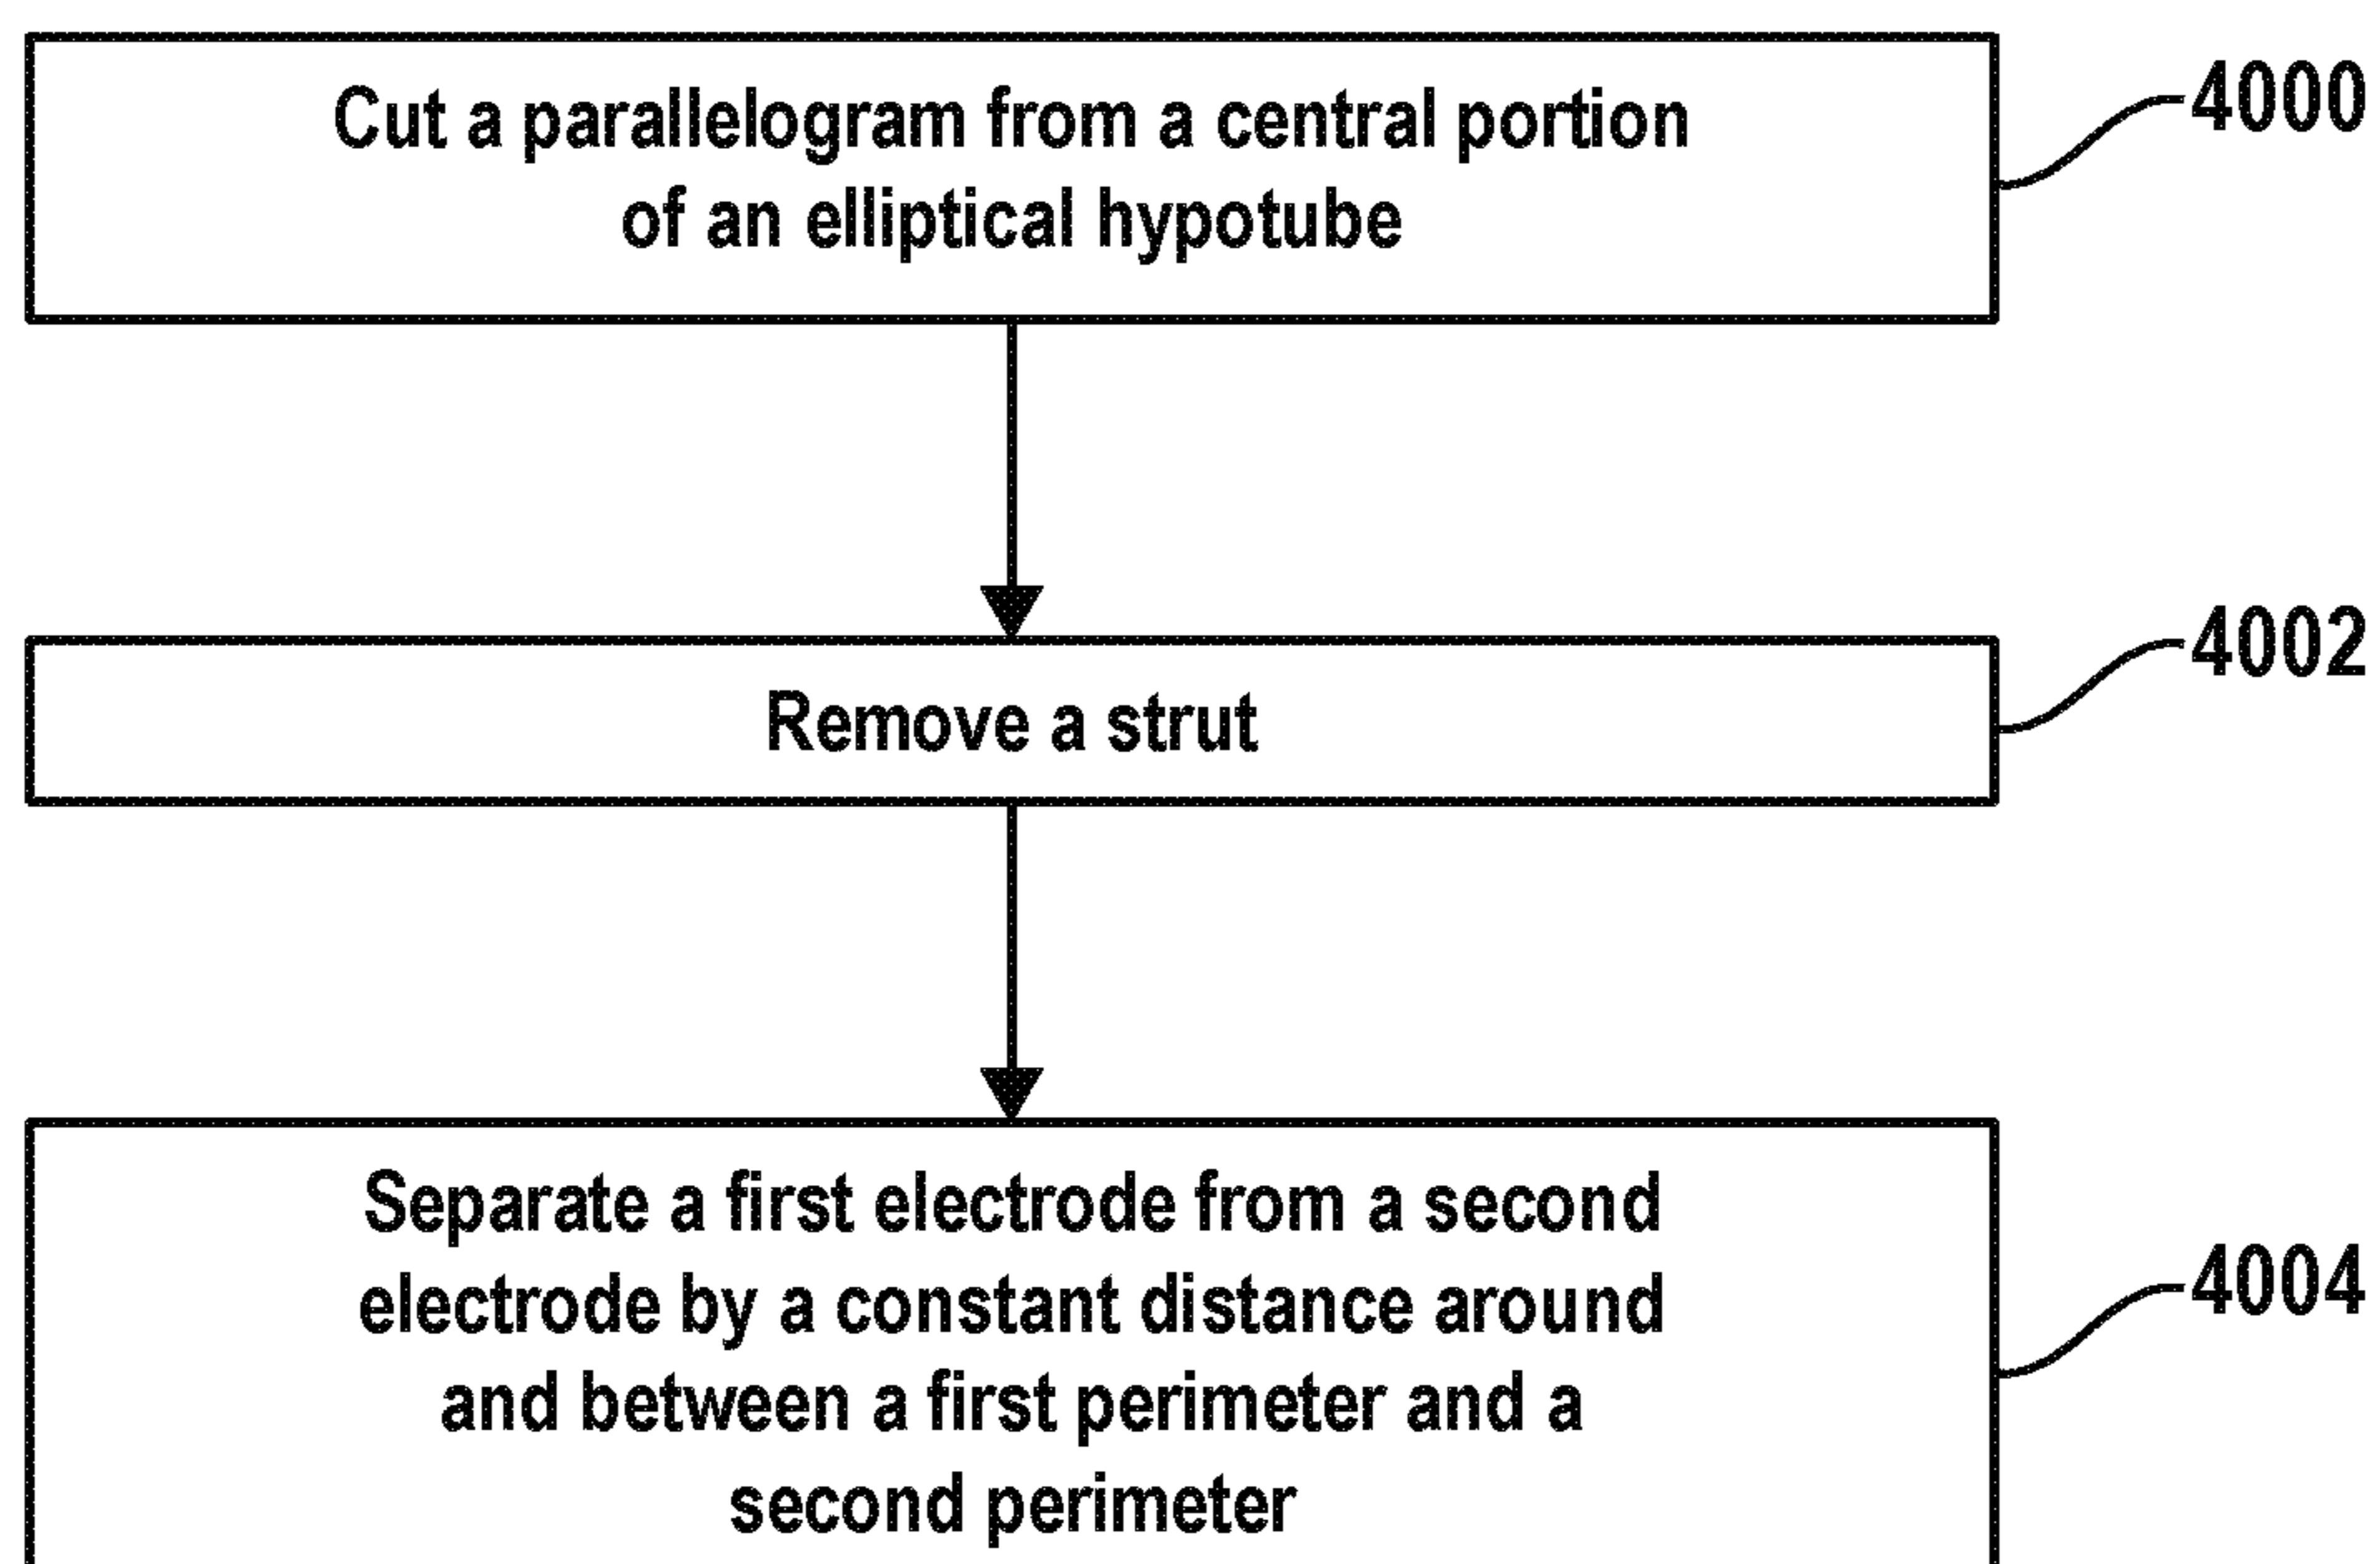 Cut a parallelogram from a central portion
of an elliptical hypotube
4000
Remove a strut
4002
Separate a first electrode from a second
electrode by a constant distance around
and between a first perimeter and a
second perimeter
4004